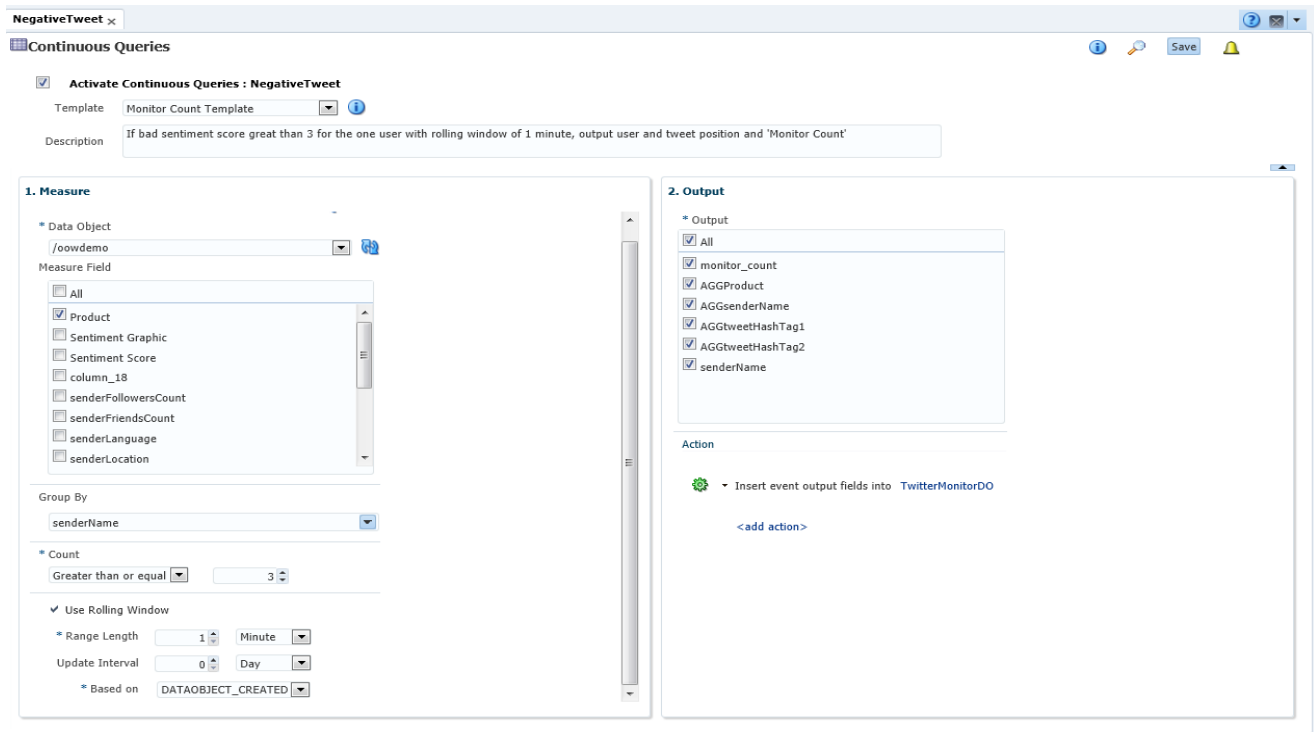 NegativeTweet
Continuous Queries
Save
Activate Continuous Queries : NegativeTweet
Template Monitor Count Template
Description If bad sentiment score great than 3 for the one user with rolling window of 1 minute, output user and tweet position and 'Monitor Count'
1. Measure
* Data Object
/oowdemo
Measure Field
All
Product
Sentiment Graphic
Sentiment Score
column_18
senderFollowersCount
senderFriendsCount
senderLanguage
senderLocation
Group By
senderName
* Count
Greater than or equal 3
Use Rolling Window
* Range Length 1 Minute
Update Interval 0 Day
* Based on DATAOBJECT_CREATED
2. Output
* Output
All
monitor_count
AGGProduct
AGGsenderName
AGGtweetHashTag1
AGGtweetHashTag2
senderName
Action
Insert event output fields into TwitterMonitorDO
<add action>